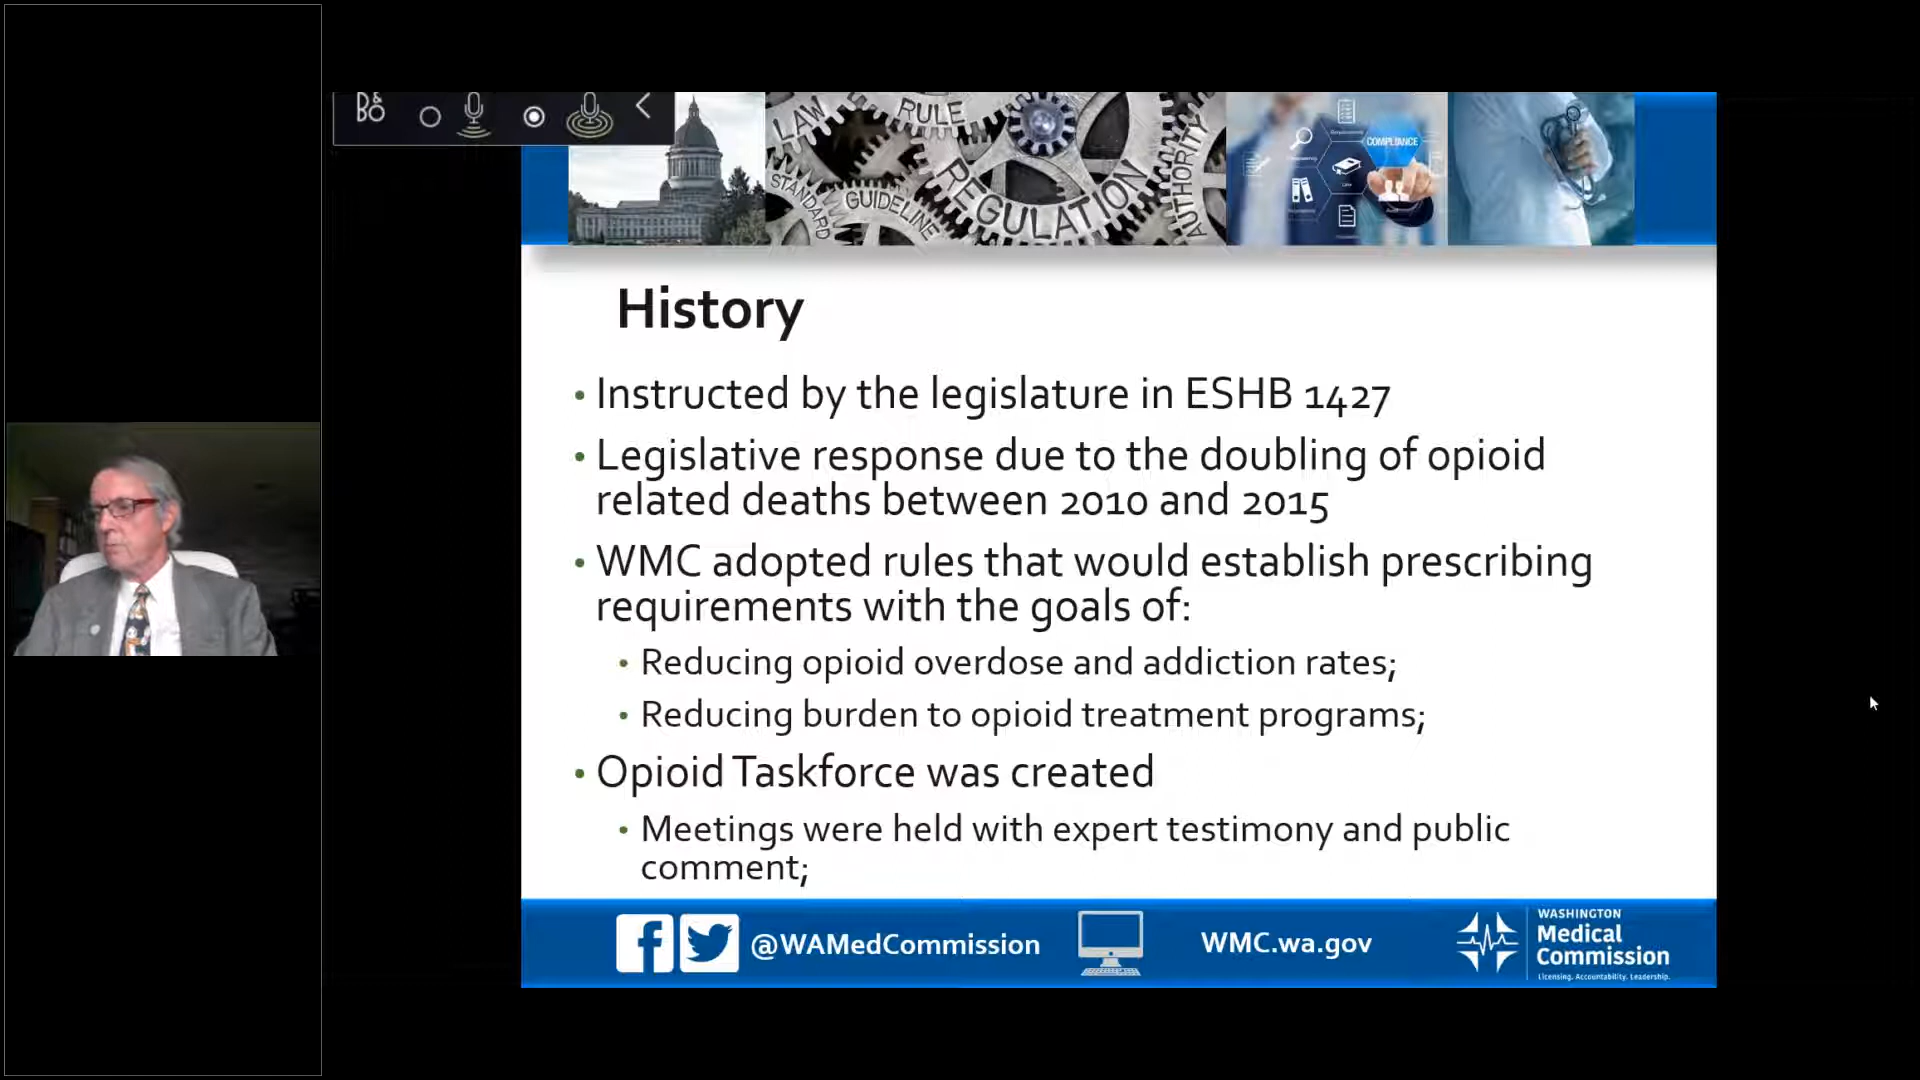 B&O
LAW
RULE
STANDARD
GUIDELINE
REGULATION
AUTHORITY
COMPLIANCE
History
• Instructed by the legislature in ESHB 1427
• Legislative response due to the doubling of opioid
related deaths between 2010 and 2015
• WMC adopted rules that would establish prescribing
requirements with the goals of:
• Reducing opioid overdose and addiction rates;
• Reducing burden to opioid treatment programs;
• Opioid Taskforce was created
• Meetings were held with expert testimony and public
comment;
@WAMedCommission
WMC.wa.gov
WASHINGTON
Medical
Commission
Licensing. Accountability. Leadership.